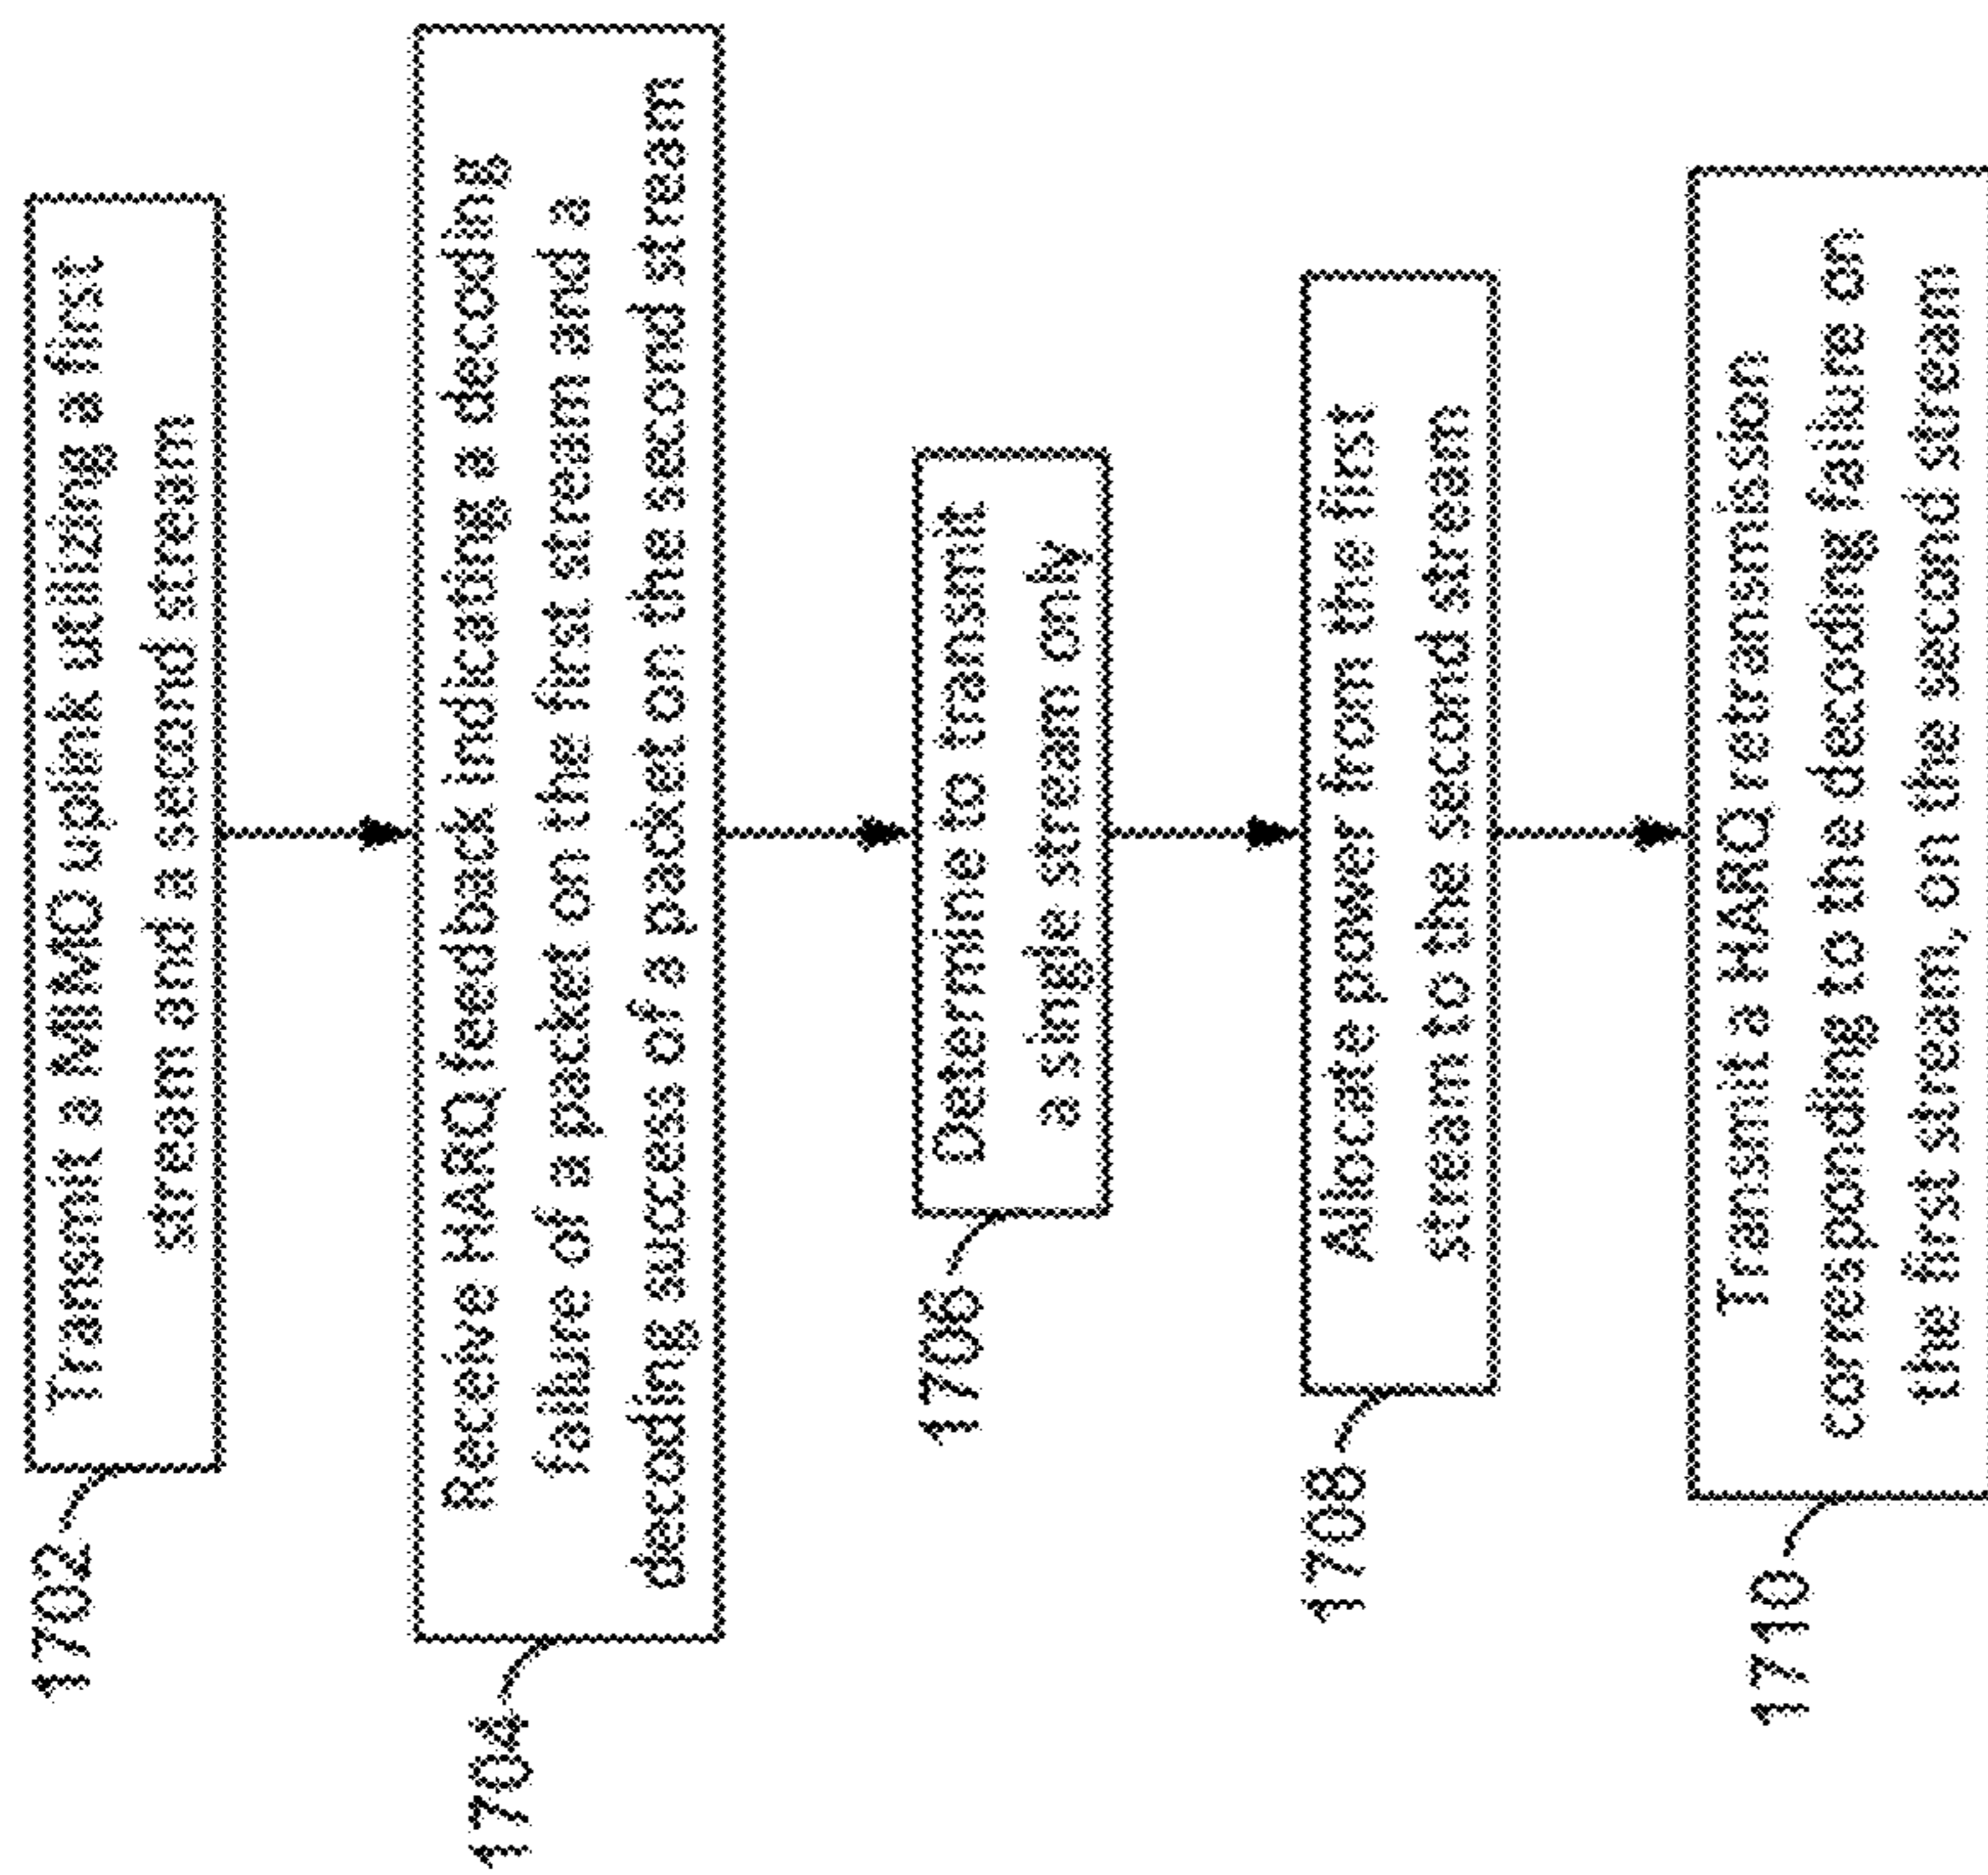 1702
Transmit a MIMO uplink utilizing a first
stream and a second stream
1704
Receive HARQ feedback indicating a decoding
failure of a packet on the first stream and a
decoding success of a packet on the second stream
1706
Determine to transmit
a single stream only
1708
Allocate power from the first
stream to the second stream
1710
Transmit a HARQ retransmission
corresponding to the decoding failure on
the first stream, on the second stream